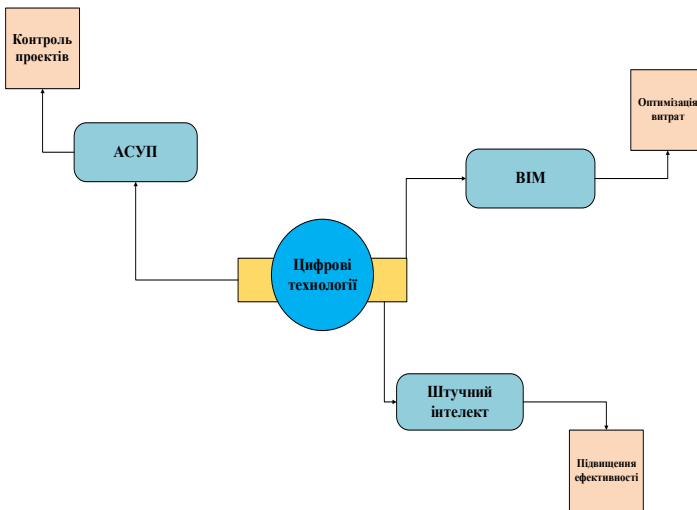 Контроль
проектів
АСУП
Оптимізація
витрат
ВІМ
Цифрові
технології
Штучний
інтелект
Підвищення
ефективності